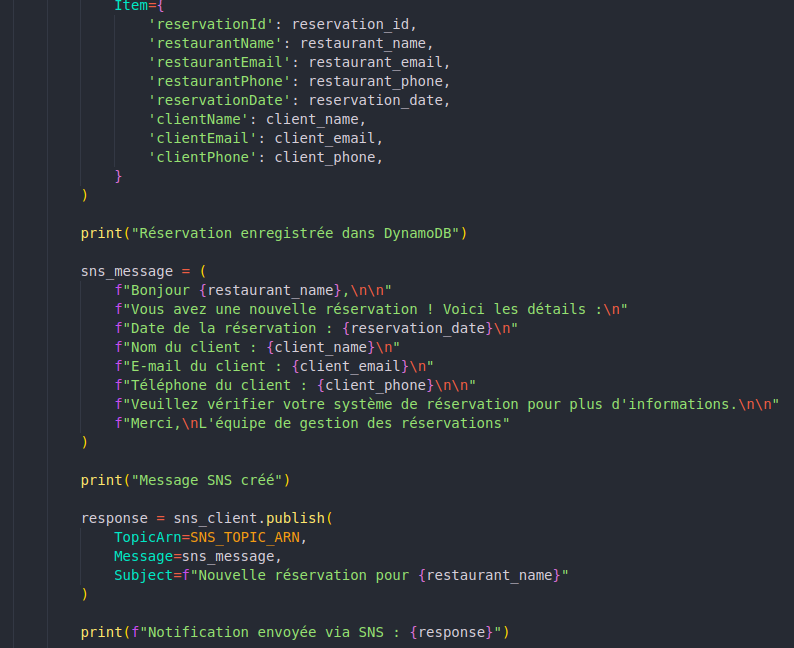 Item={
'reservationId': reservation_id,
'restaurantName': restaurant_name,
'restaurantEmail': restaurant_email,
'restaurantPhone': restaurant_phone,
'reservationDate': reservation_date,
'clientName': client_name,
'clientEmail': client_email,
'clientPhone': client_phone,
}
)
print("Réservation enregistrée dans DynamoDB")
sns_message = (
f"Bonjour {restaurant_name},\n\n"
f"Vous avez une nouvelle réservation ! Voici les détails :\n"
f"Date de la réservation : {reservation_date}\n"
f"Nom du client : {client_name}\n"
f"E-mail du client : {client_email}\n"
f"Téléphone du client : {client_phone}\n\n"
f"Veuillez vérifier votre système de réservation pour plus d'informations.\n\n"
f"Merci,\nL'équipe de gestion des réservations"
)
print("Message SNS créé")
response = sns_client.publish(
TopicArn=SNS_TOPIC_ARN,
Message=sns_message,
Subject=f"Nouvelle réservation pour {restaurant_name}"
)
print(f"Notification envoyée via SNS : {response}")